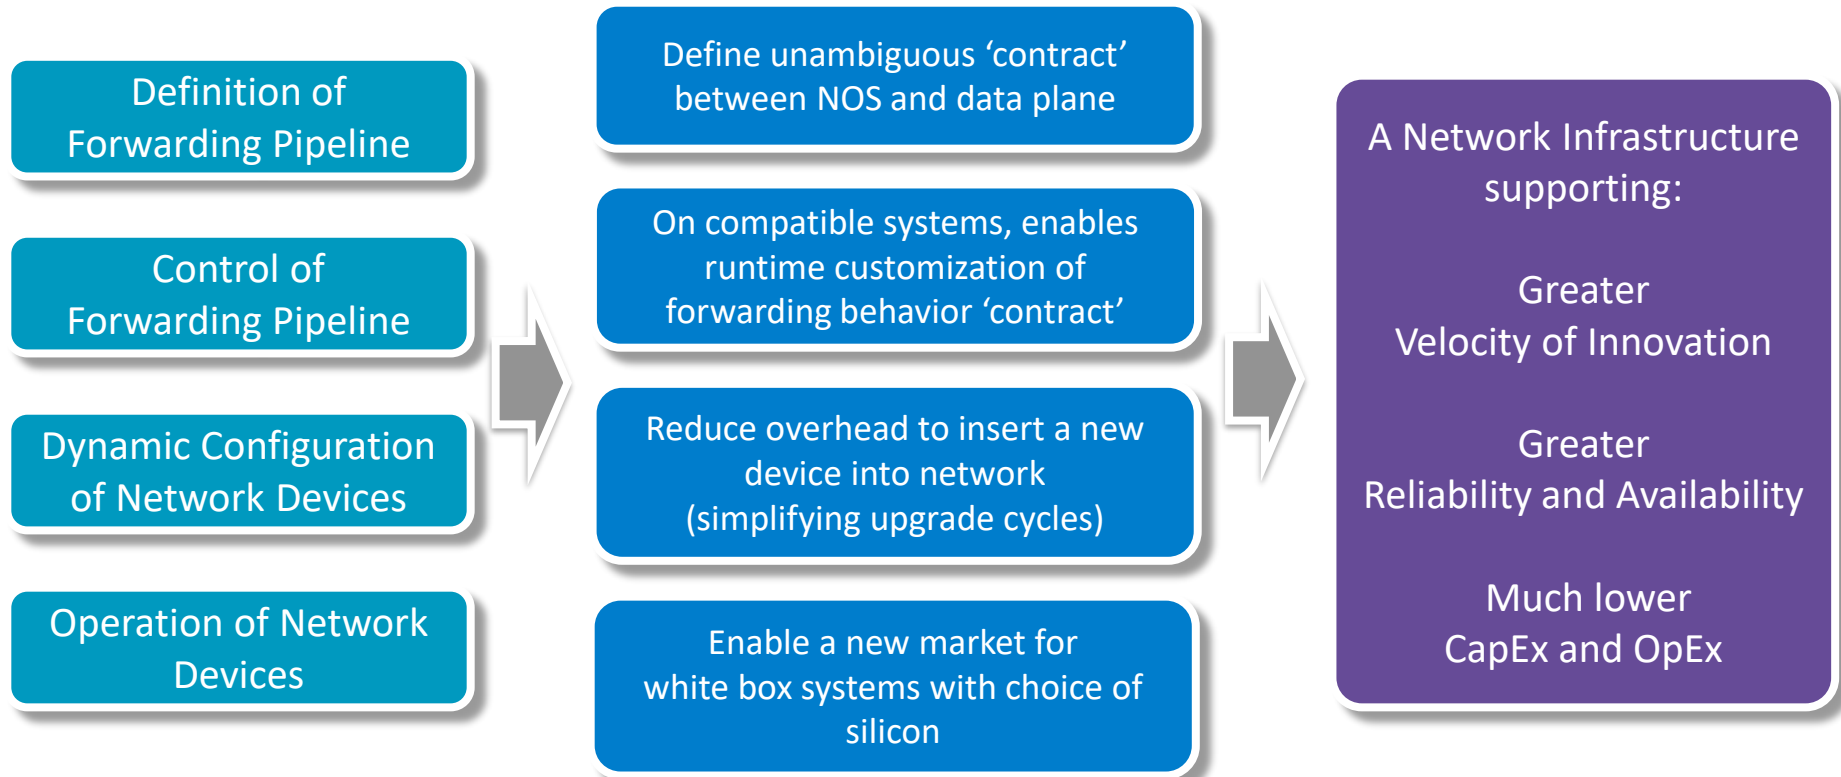 Definition of
Forwarding Pipeline
Control of
Forwarding Pipeline
Dynamic Configuration
of Network Devices
Operation of Network
Devices
Define unambiguous ‘contract’
between NOS and data plane
On compatible systems, enables
runtime customization of
forwarding behavior ‘contract’
Reduce overhead to insert a new
device into network
(simplifying upgrade cycles)
Enable a new market for
white box systems with choice of
silicon
A Network Infrastructure
supporting:
Greater
Velocity of Innovation
Greater
Reliability and Availability
Much lower
CapEx and OpEx